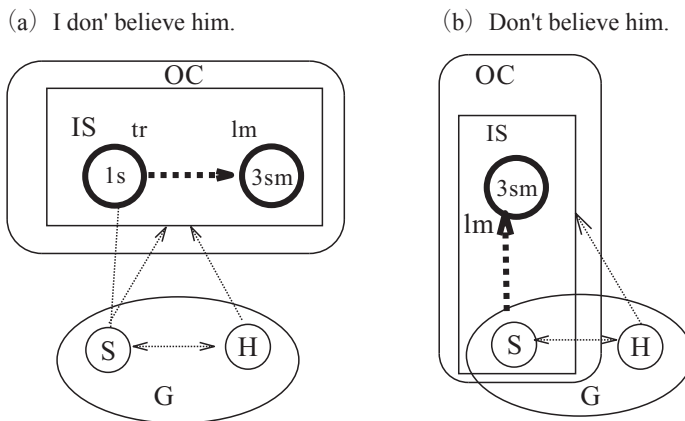 (a) I don' believe him.
OC
IS tr lm
1s 3sm
S H
G
(b) Don't believe him.
OC
IS
3sm
lm
S H
G